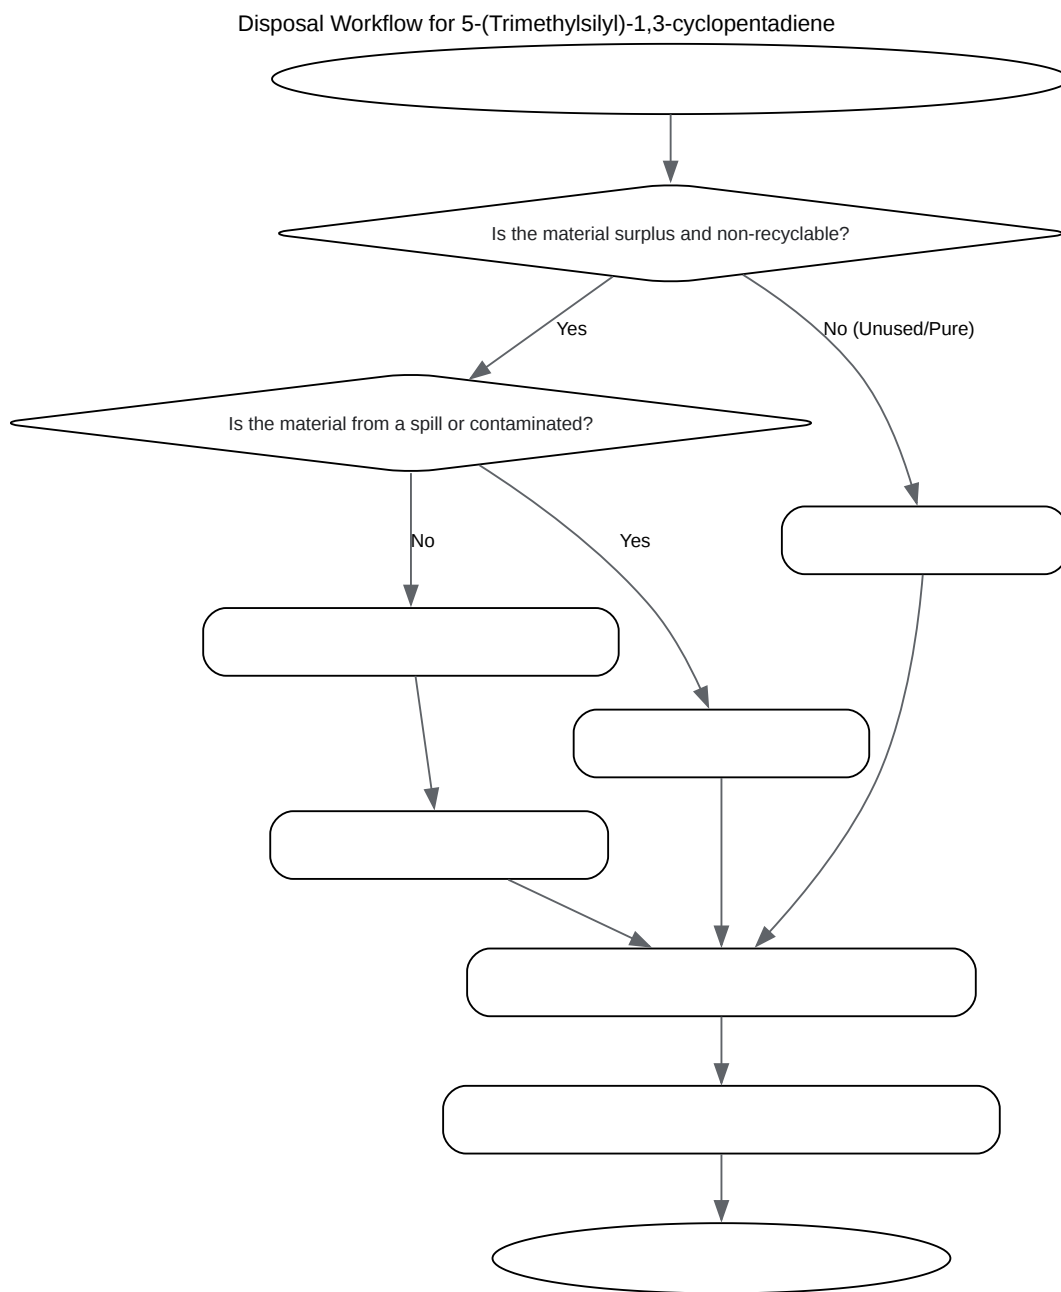 Disposal Workflow for 5-(Trimethylsilyl)-1,3-cyclopentadiene
Is the material surplus and non-recyclable?
Yes
No (Unused/Pure)
Is the material from a spill or contaminated?
No
Yes